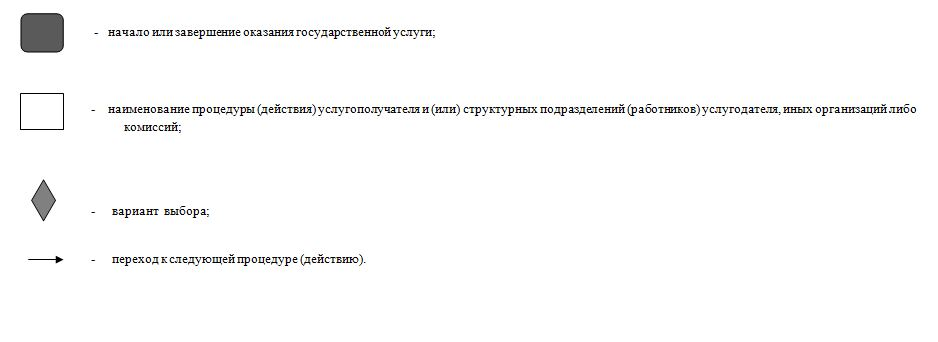 - начало или завершение оказания государственной услуги;
- наименование процедуры (действия) услугополучателя и (или) структурных подразделений (работников) услугодателя, иных организаций либо
комиссий;
- вариант выбора;
- переход к следующей процедуре (действию).